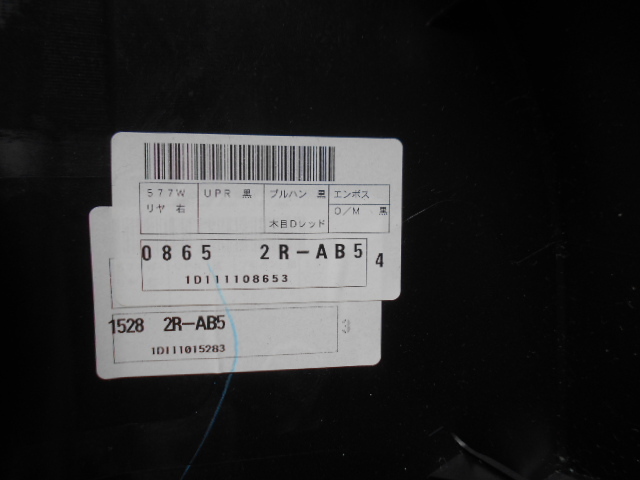 577W UPR 黒 プルハン 黒 エンボス
リヤ 右 木目Dレッド O/M 黒
0865 2R-AB5 4
1D111108653
1528 2R-AB5 3
1D111015283